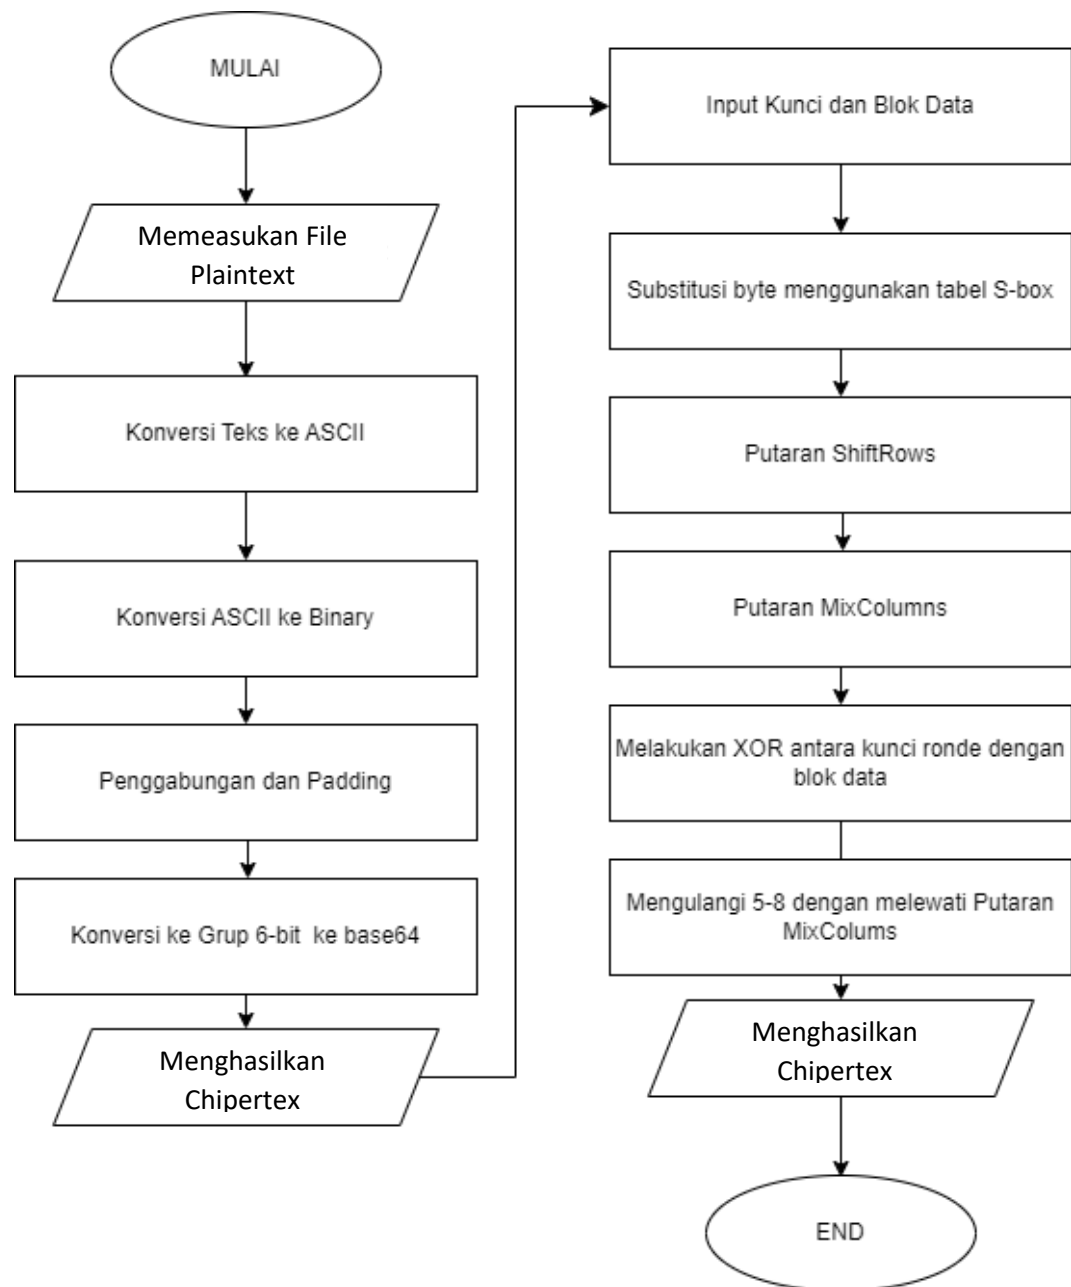 MULAI
Memeasukan File
Plaintext
Konversi Teks ke ASCII
Konversi ASCII ke Binary
Penggabungan dan Padding
Konversi ke Grup 6-bit ke base64
Menghasilkan
Chipertex
Input Kunci dan Blok Data
Substitusi byte menggunakan tabel S-box
Putaran ShiftRows
Putaran MixColumns
Melakukan XOR antara kunci ronde dengan
blok data
Mengulangi 5-8 dengan melewati Putaran
MixColums
Menghasilkan
Chipertex
END